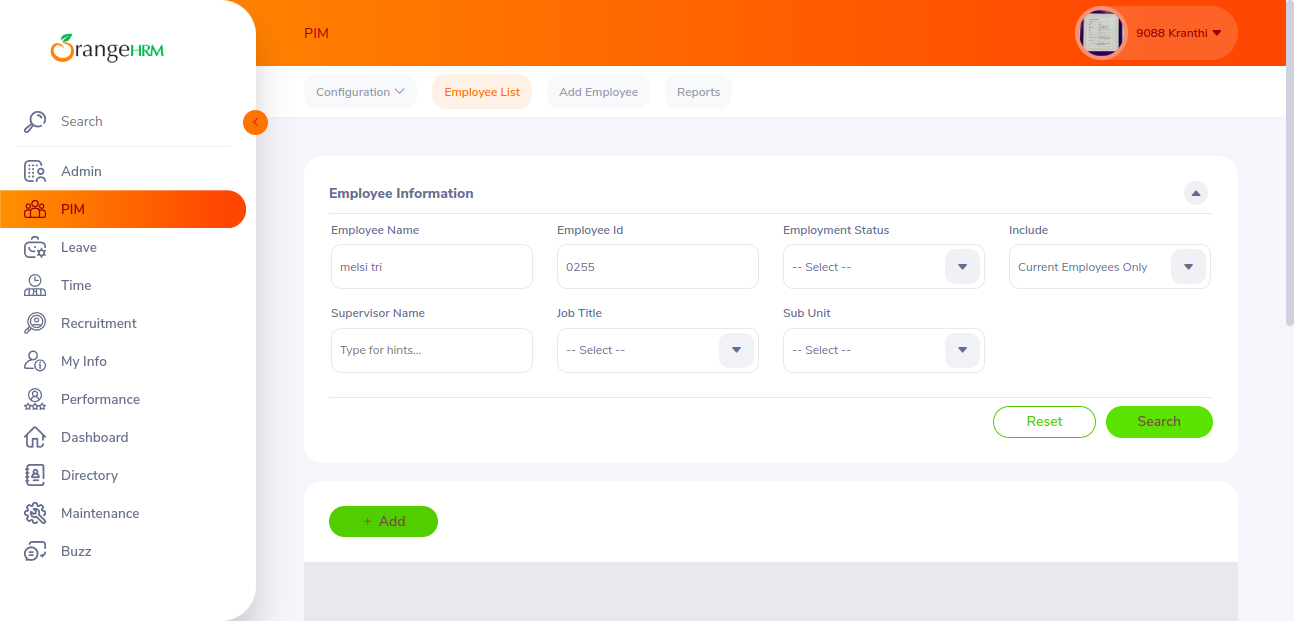 OrangeHRM
Search
Admin
PIM
Leave
Time
Recruitment
My Info
Performance
Dashboard
Directory
Maintenance
Buzz
PIM
9088 Kranthi
Configuration
Employee List
Add Employee
Reports
Employee Information
Employee Name
Employee Id
Employment Status
Include
melsi tri
0255
-- Select --
Current Employees Only
Supervisor Name
Job Title
Sub Unit
Type for hints...
-- Select --
-- Select --
Reset
Search
+ Add